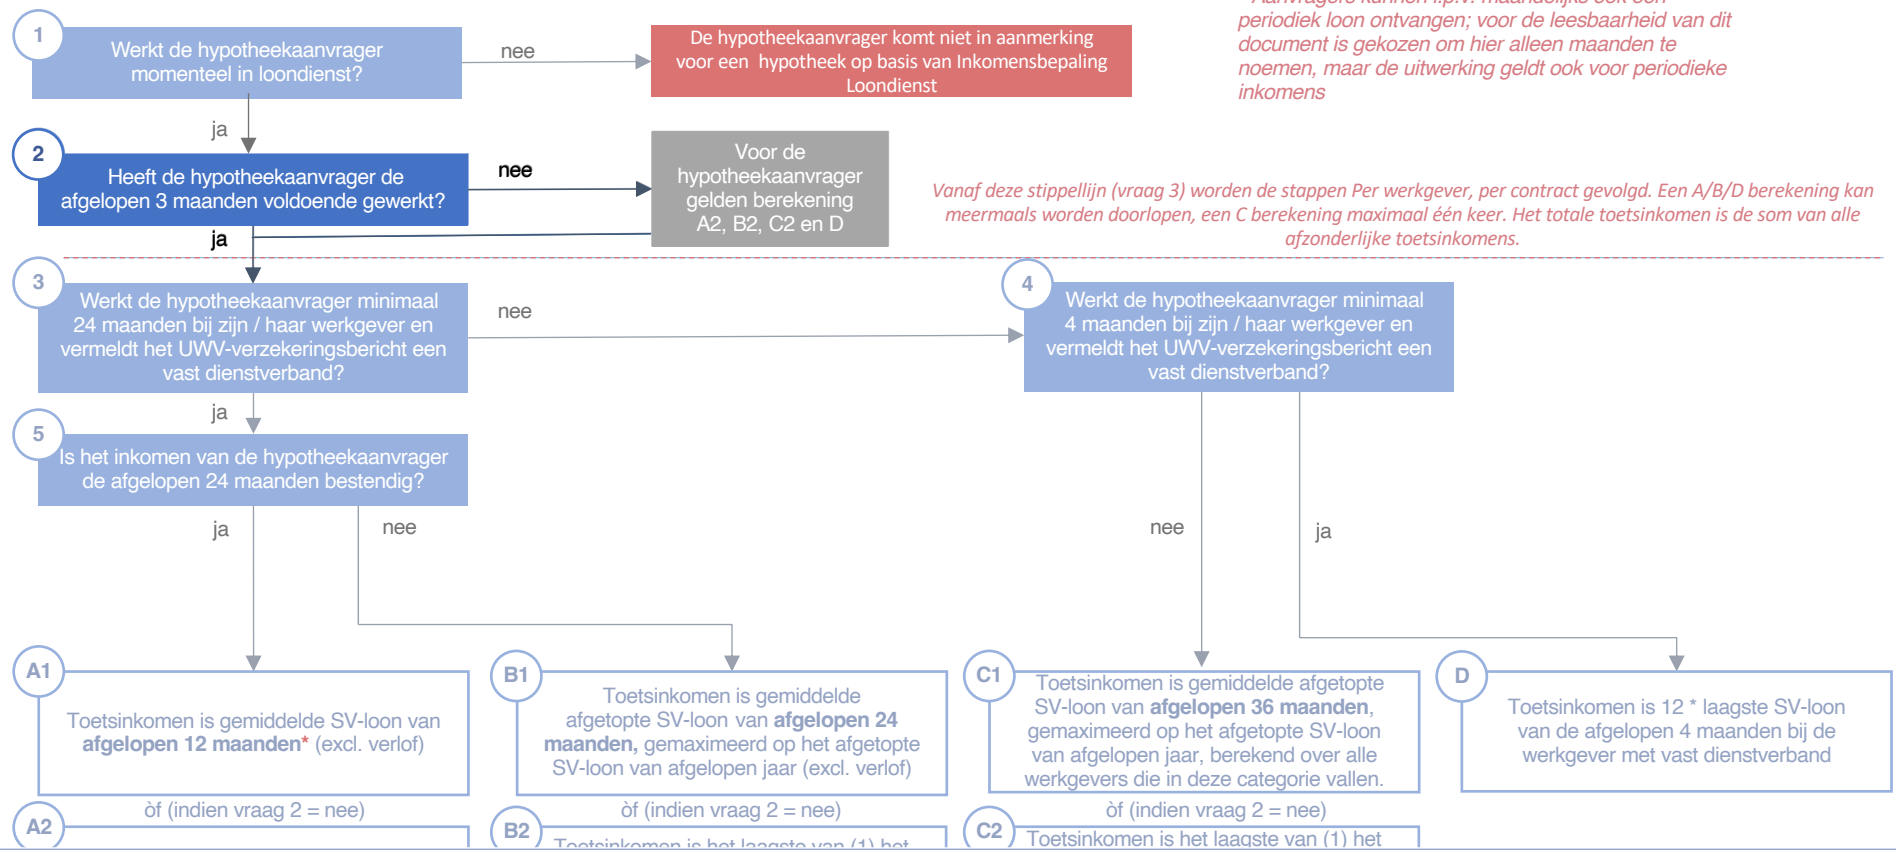 * Aanvragers kunnen i.p.v. maandelijks ook een
periodiek loon ontvangen; voor de leesbaarheid van dit
document is gekozen om hier alleen maanden te
noemen, maar de uitwerking geldt ook voor periodieke
inkomens
1
Werkt de hypotheekaanvrager
momenteel in loondienst?
nee
De hypotheekaanvrager komt niet in aanmerking
voor een hypotheek op basis van Inkomensbepaling
Loondienst
ja
2
Heeft de hypotheekaanvrager de
afgelopen 3 maanden voldoende gewerkt?
nee
Voor de
hypotheekaanvrager
gelden berekening
A2, B2, C2 en D
ja
Vanaf deze stippellijn (vraag 3) worden de stappen Per werkgever, per contract gevolgd. Een A/B/D berekening kan
meermaals worden doorlopen, een C berekening maximaal één keer. Het totale toetsinkomen is de som van alle
afzonderlijke toetsinkomens.
3
Werkt de hypotheekaanvrager minimaal
24 maanden bij zijn / haar werkgever en
vermeldt het UWV-verzekeringsbericht een
vast dienstverband?
nee
4
Werkt de hypotheekaanvrager minimaal
4 maanden bij zijn / haar werkgever en
vermeldt het UWV-verzekeringsbericht een
vast dienstverband?
ja
5
Is het inkomen van de hypotheekaanvrager
de afgelopen 24 maanden bestendig?
ja
nee
nee
ja
A1
Toetsinkomen is gemiddelde SV-loon van
afgelopen 12 maanden* (excl. verlof)
B1
Toetsinkomen is gemiddelde
afgetopte SV-loon van afgelopen 24
maanden, gemaximeerd op het afgetopte
SV-loon van afgelopen jaar (excl. verlof)
C1
Toetsinkomen is gemiddelde afgetopte
SV-loon van afgelopen 36 maanden,
gemaximeerd op het afgetopte SV-loon
van afgelopen jaar, berekend over alle
werkgevers die in deze categorie vallen.
D
Toetsinkomen is 12 * laagste SV-loon
van de afgelopen 4 maanden bij de
werkgever met vast dienstverband
òf (indien vraag 2 = nee)
òf (indien vraag 2 = nee)
òf (indien vraag 2 = nee)
A2
B2
Toetsinkomen is het laagste van (1) het
C2
Toetsinkomen is het laagste van (1) het